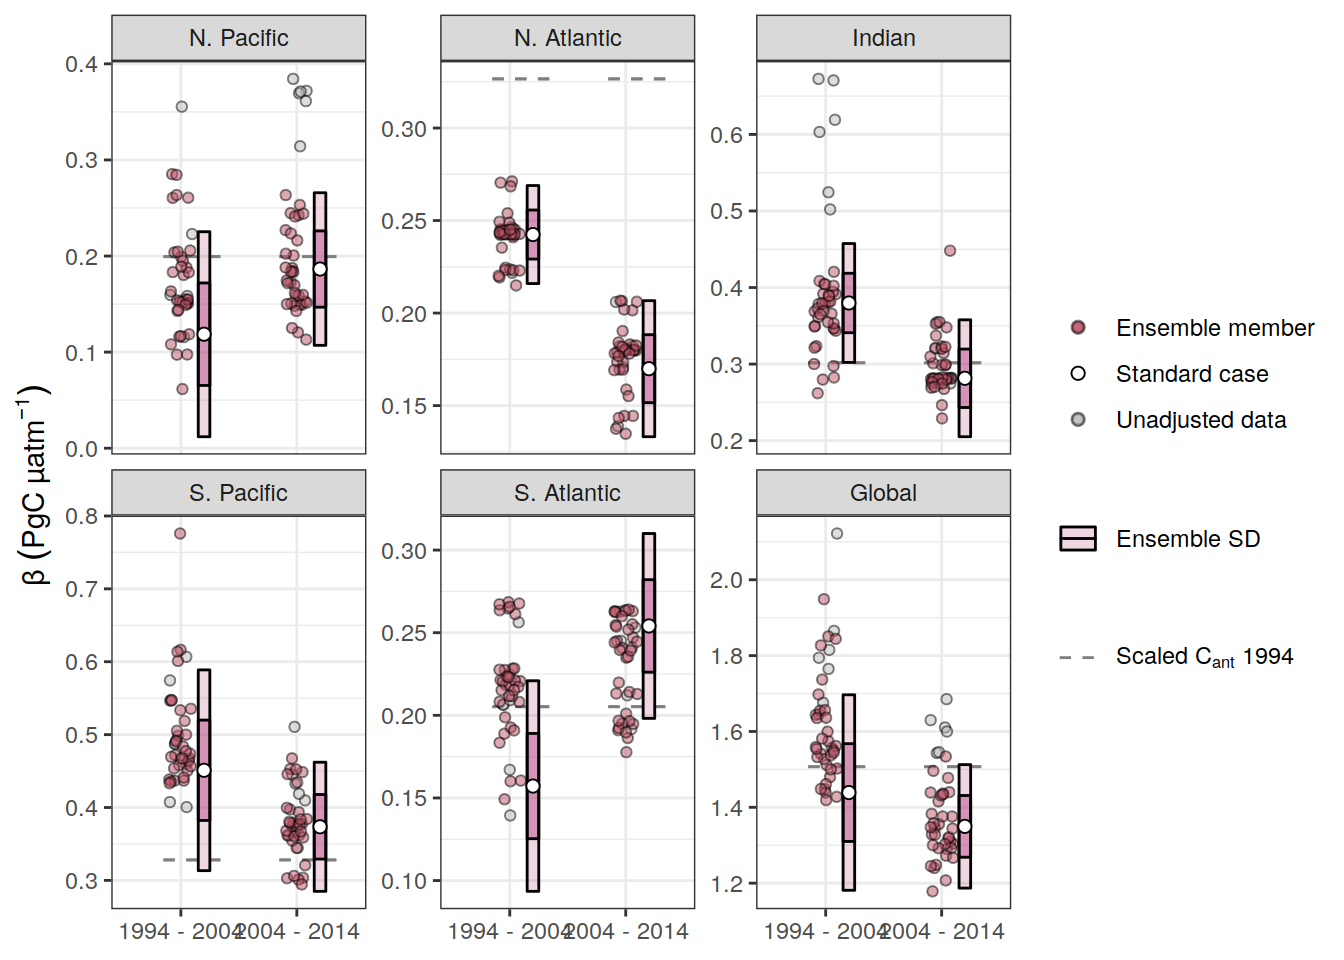 N. Pacific
N. Atlantic
Indian
0.4
0.3
0.2
0.1
0.0
0.30
0.25
0.20
0.15
0.6
0.5
0.4
0.3
0.2
β (PgC µatm⁻¹)
S. Pacific
S. Atlantic
Global
0.8
0.7
0.6
0.5
0.4
0.3
0.30
0.25
0.20
0.15
0.10
2.0
1.8
1.6
1.4
1.2
1994 - 2004
2004 - 2014
1994 - 2004
2004 - 2014
1994 - 2004
2004 - 2014
Ensemble member
Standard case
Unadjusted data
Ensemble SD
Scaled Cant 1994